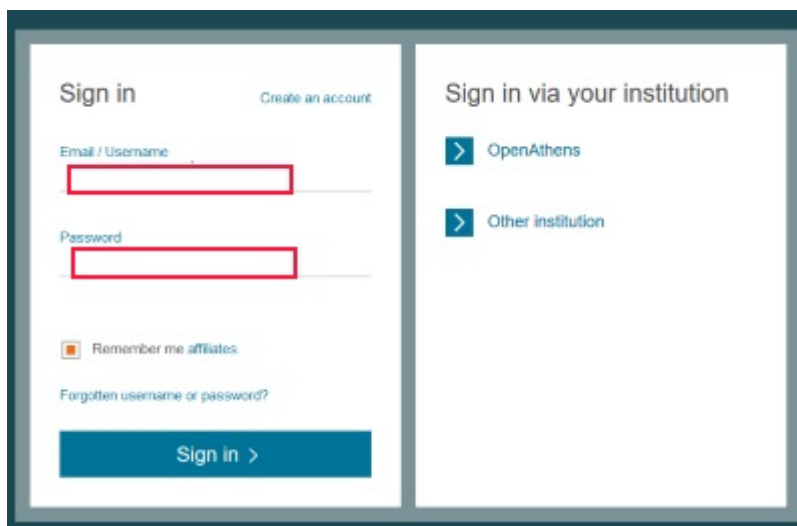 Sign in
Create an account
Email / Username
Password
Remember me affiliates.
Forgotten username or password?
Sign in >
Sign in via your institution
> OpenAthens
> Other institution